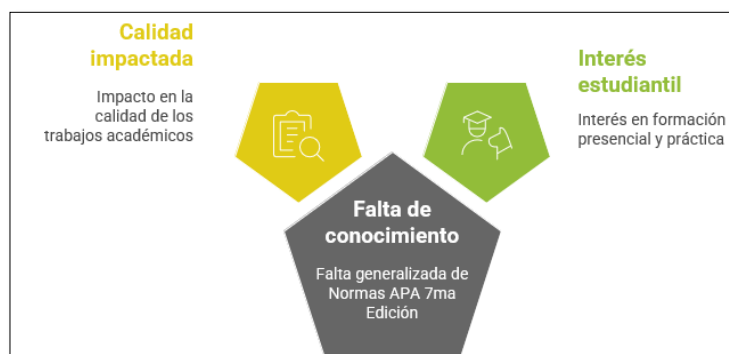 Calidad
impactada
Impacto en la
calidad de los
trabajos académicos
Interés
estudiantil
Interés en formación
presencial y práctica
Falta de
conocimiento
Falta generalizada de
Normas APA 7ma
Edición